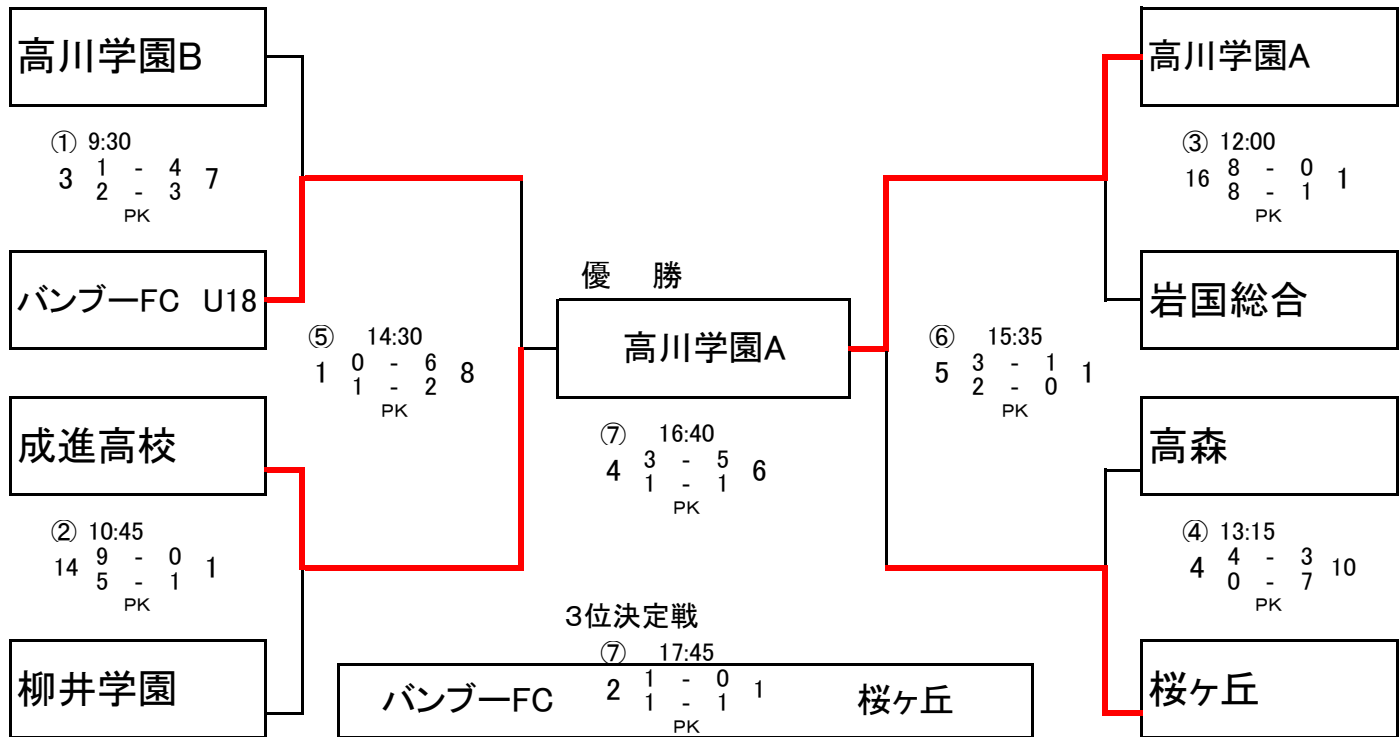 高川学園B
① 9:30
3 1 - 4 7
2 - 3
PK
バンブーFC U18
成進高校
② 10:45
14 9 - 0 1
5 - 1
PK
柳井学園
⑤ 14:30
1 0 - 6 8
1 - 2
PK
優 勝
高川学園A
⑦ 16:40
4 3 - 5 6
1 - 1
PK
3位決定戦
⑦ 17:45
バンブーFC 2 1 - 0 1 桜ヶ丘
1 - 1
PK
⑥ 15:35
5 3 - 1 1
2 - 0
PK
高川学園A
③ 12:00
16 8 - 0 1
8 - 1
PK
岩国総合
高森
④ 13:15
4 4 - 3 10
0 - 7
PK
桜ヶ丘